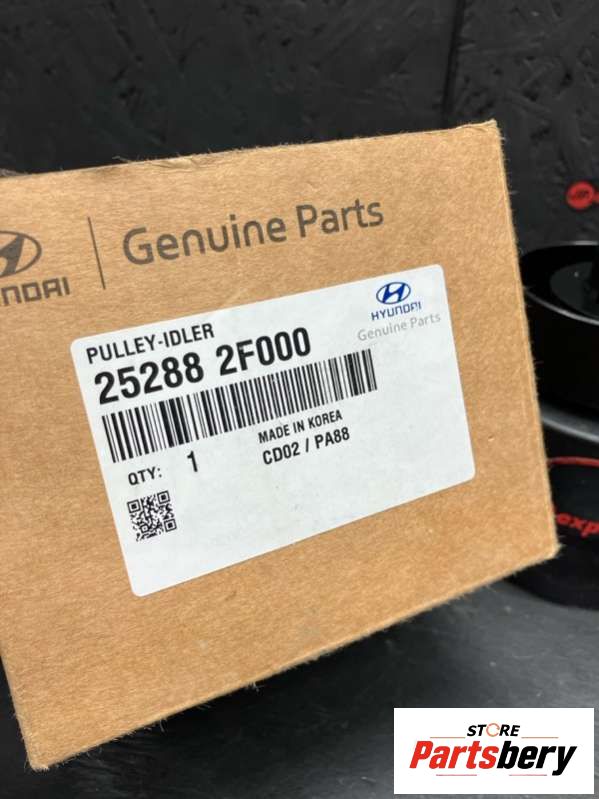 Genuine Parts
HYUNDAI
Genuine Parts
PULLEY-IDLER
25288 2F000
MADE IN KOREA
CD02 / PA88
QTY: 1
STORE
Partsbery